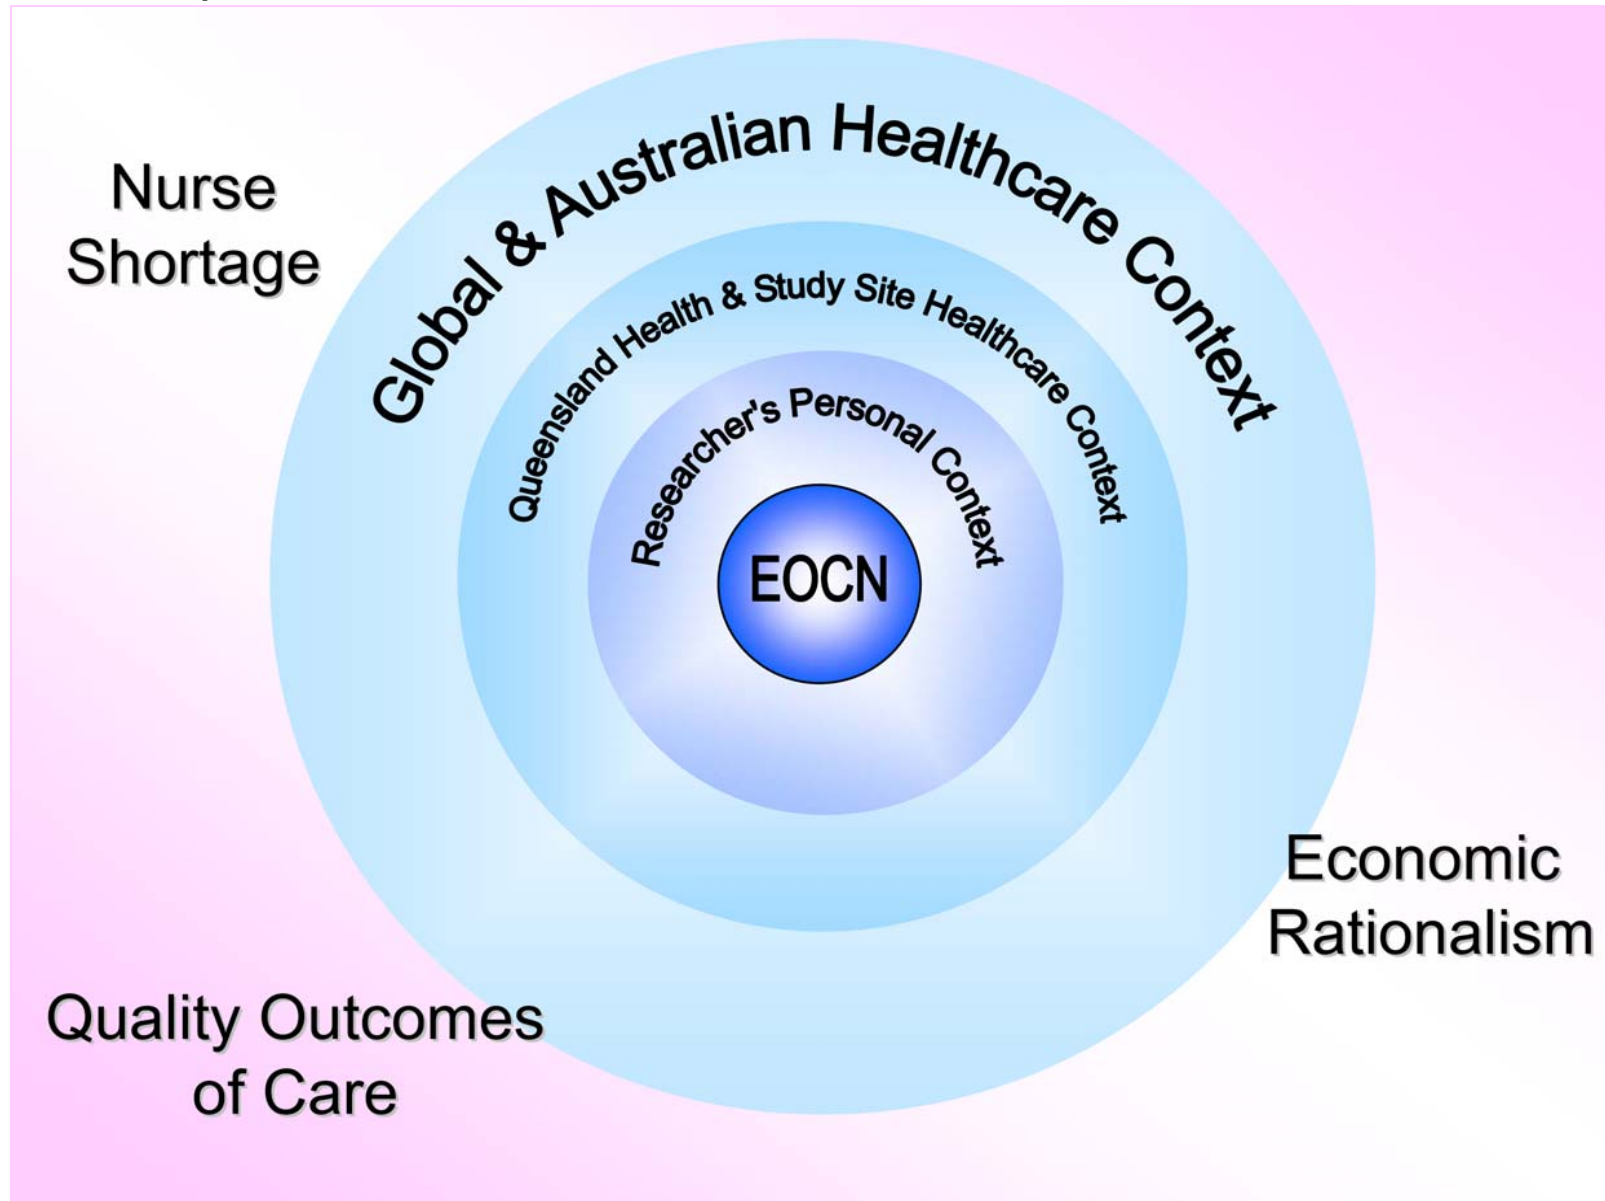 Global & Australian Healthcare Context
Nurse
Shortage
Queensland Health & Study Site Healthcare Context
Researcher's Personal Context
EOCN
Economic
Rationalism
Quality Outcomes
of Care